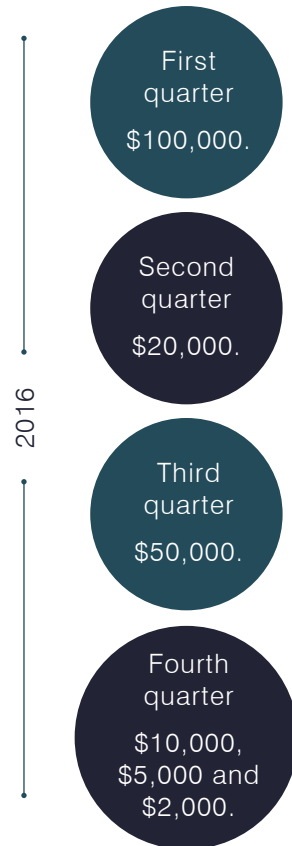 First
quarter
$100,000.
Second
quarter
$20,000.
2016
Third
quarter
$50,000.
Fourth
quarter
$10,000,
$5,000 and
$2,000.